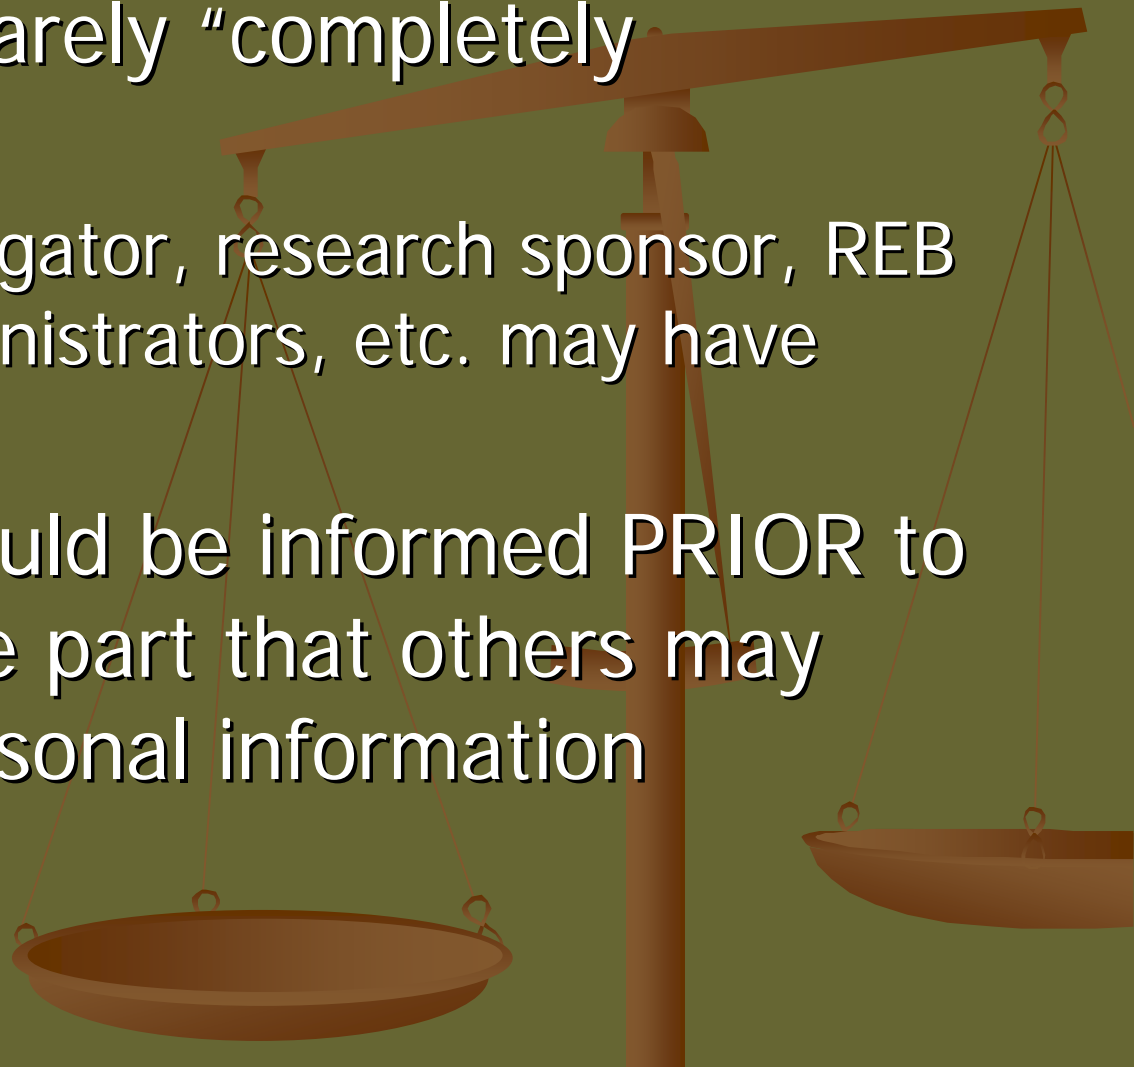 arely “completely
gator, research sponsor, REB
nistrators, etc. may have
uld be informed PRIOR to
e part that others may
sonal information